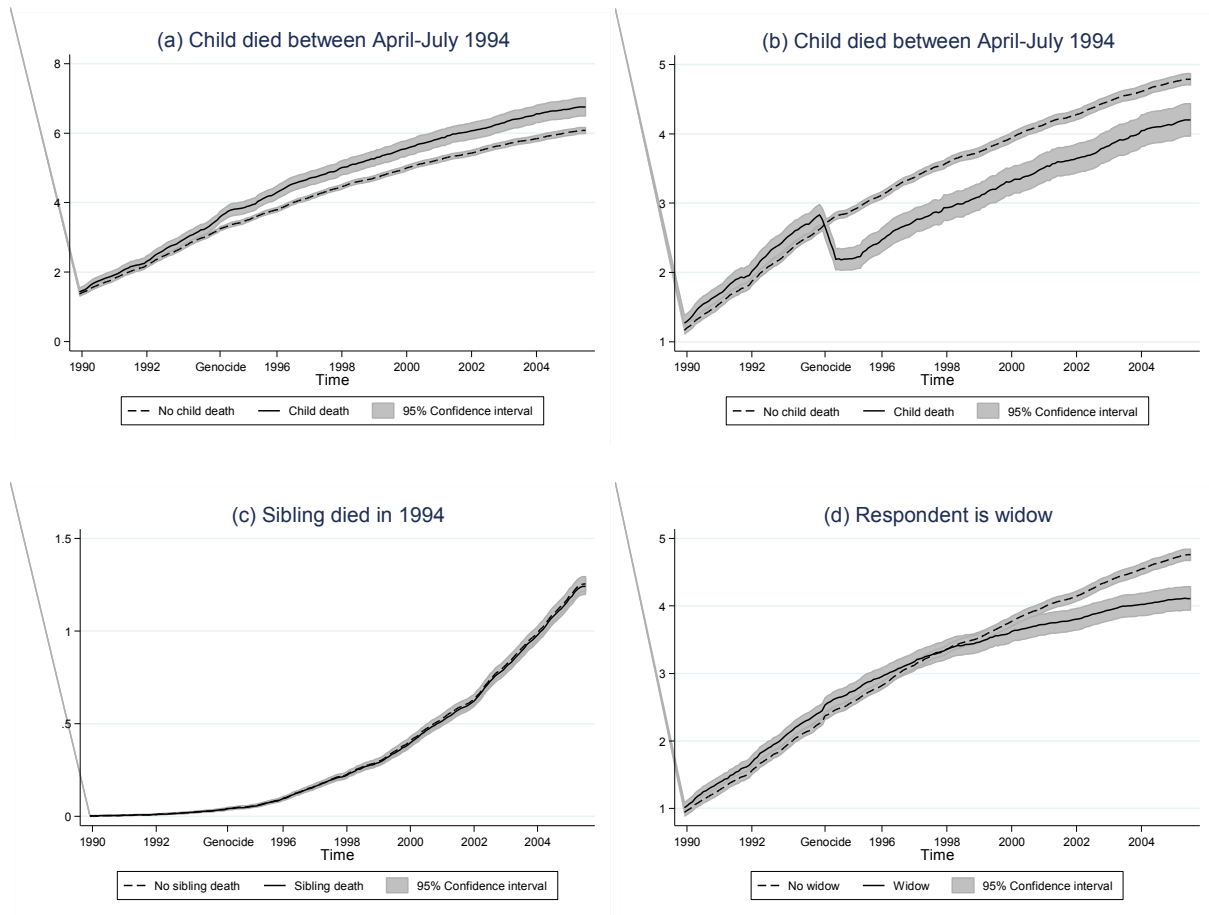 (a) Child died between April-July 1994
8
6
4
2
0
1990 1992 Genocide 1996 1998 2000 2002 2004
Time
No child death Child death 95% Confidence interval
(b) Child died between April-July 1994
5
4
3
2
1
1990 1992 Genocide 1996 1998 2000 2002 2004
Time
No child death Child death 95% Confidence interval
(c) Sibling died in 1994
1.5
1
.5
0
1990 1992 Genocide 1996 1998 2000 2002 2004
Time
No sibling death Sibling death 95% Confidence interval
(d) Respondent is widow
5
4
3
2
1
1990 1992 Genocide 1996 1998 2000 2002 2004
Time
No widow Widow 95% Confidence interval